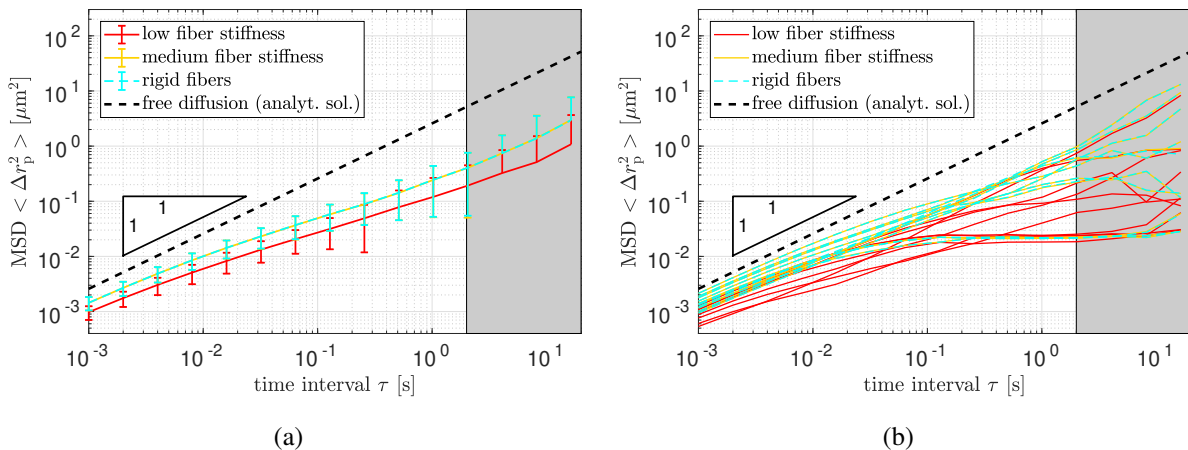 low fiber stiffness
medium fiber stiffness
rigid fibers
free diffusion (analyt. sol.)
10^2
10^1
10^0
10^-1
10^-2
10^-3
MSD < Δr_p^2 > [μm^2]
1
1
10^-3
10^-2
10^-1
10^0
10^1
time interval τ [s]
(a)
low fiber stiffness
medium fiber stiffness
rigid fibers
free diffusion (analyt. sol.)
10^2
10^1
10^0
10^-1
10^-2
10^-3
MSD < Δr_p^2 > [μm^2]
1
1
10^-3
10^-2
10^-1
10^0
10^1
time interval τ [s]
(b)